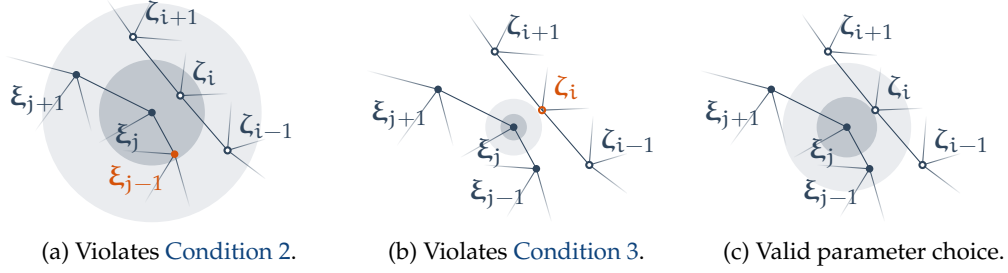 ζi+1
ζi
ζi−1
ξj+1
ξj
ξj−1
(a) Violates Condition 2.
ζi+1
ζi
ζi−1
ξj+1
ξj
ξj−1
(b) Violates Condition 3.
ζi+1
ζi
ζi−1
ξj+1
ξj
ξj−1
(c) Valid parameter choice.